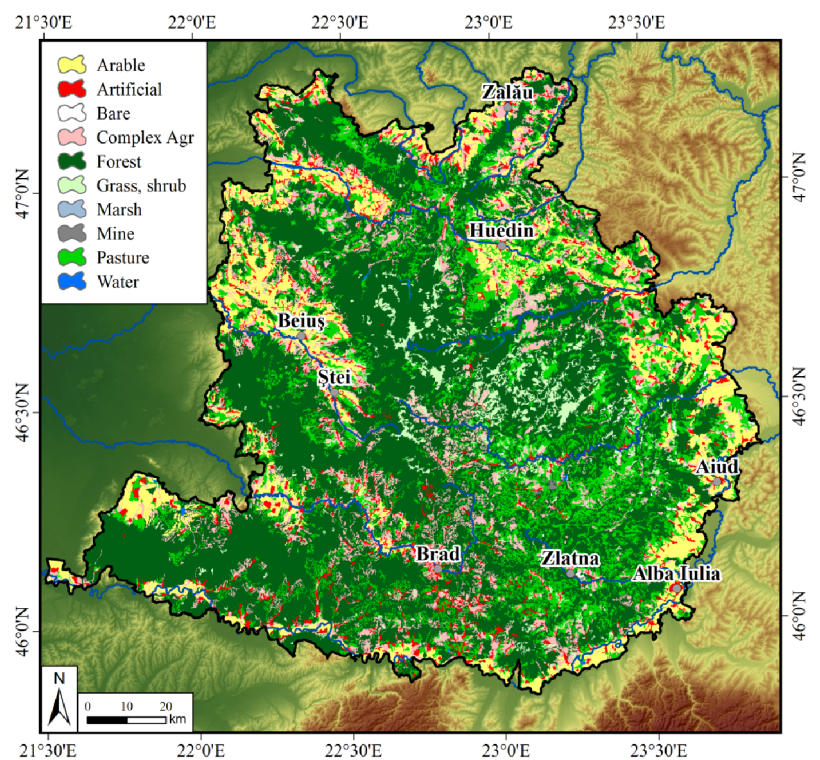 21°30'E 22°0'E 22°30'E 23°0'E 23°30'E
Arable
Artificial
Bare
Complex Agr
Forest
Grass, shrub
Marsh
Mine
Pasture
Water
Zalău
47°0'N 47°0'N
Huedin
Beiuș
Ștei
46°30'N 46°30'N
Aiud
Brad
Zlatna
Alba Iulia
46°0'N 46°0'N
N
0 10 20
km
21°30'E 22°0'E 22°30'E 23°0'E 23°30'E